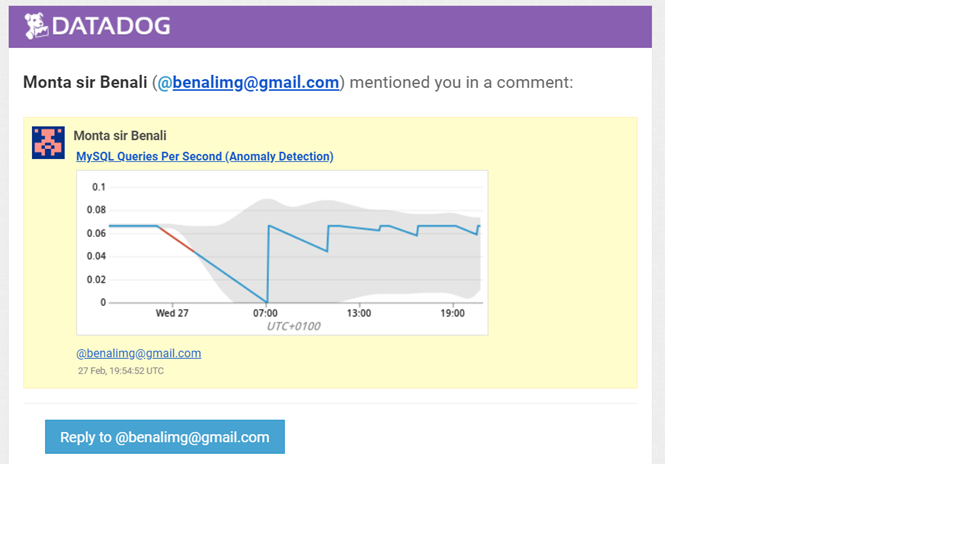 DATADOG
Monta sir Benali (@benalimg@gmail.com) mentioned you in a comment:
Monta sir Benali
MySQL Queries Per Second (Anomaly Detection)
0.1
0.08
0.06
0.04
0.02
0
Wed 27 07:00 13:00 19:00
UTC+0100
@benalimg@gmail.com
27 Feb, 19:54:52 UTC
Reply to @benalimg@gmail.com